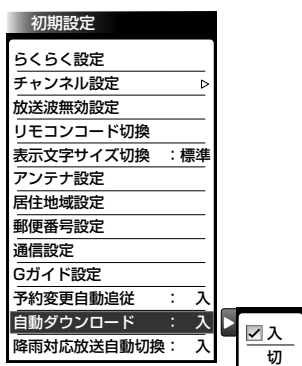 初期設定
らくらく設定
チャンネル設定
放送波無効設定
リモコンコード切換
表示文字サイズ切換 ：標準
アンテナ設定
居住地域設定
郵便番号設定
通信設定
Gガイド設定
予約変更自動追従 ： 入
自動ダウンロード ： 入
降雨対応放送自動切換： 入
入
切